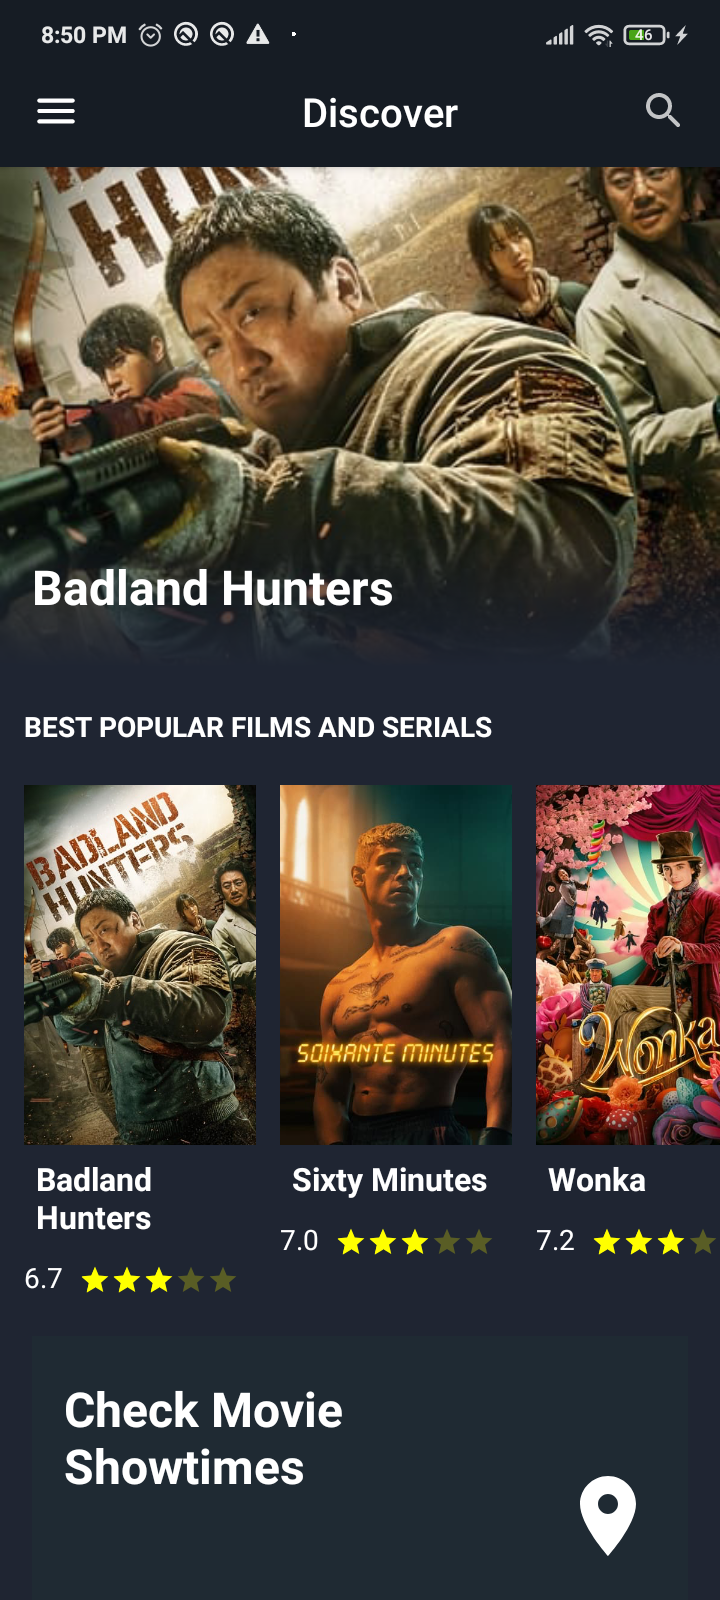 8:50 PM
46
Discover
HUN
Badland Hunters
BEST POPULAR FILMS AND SERIALS
BADLAND
HUNTERS
SOIXANTE MINUTES
Wonka
Badland
Hunters
Sixty Minutes
Wonka
6.7
7.0
7.2
Check Movie
Showtimes